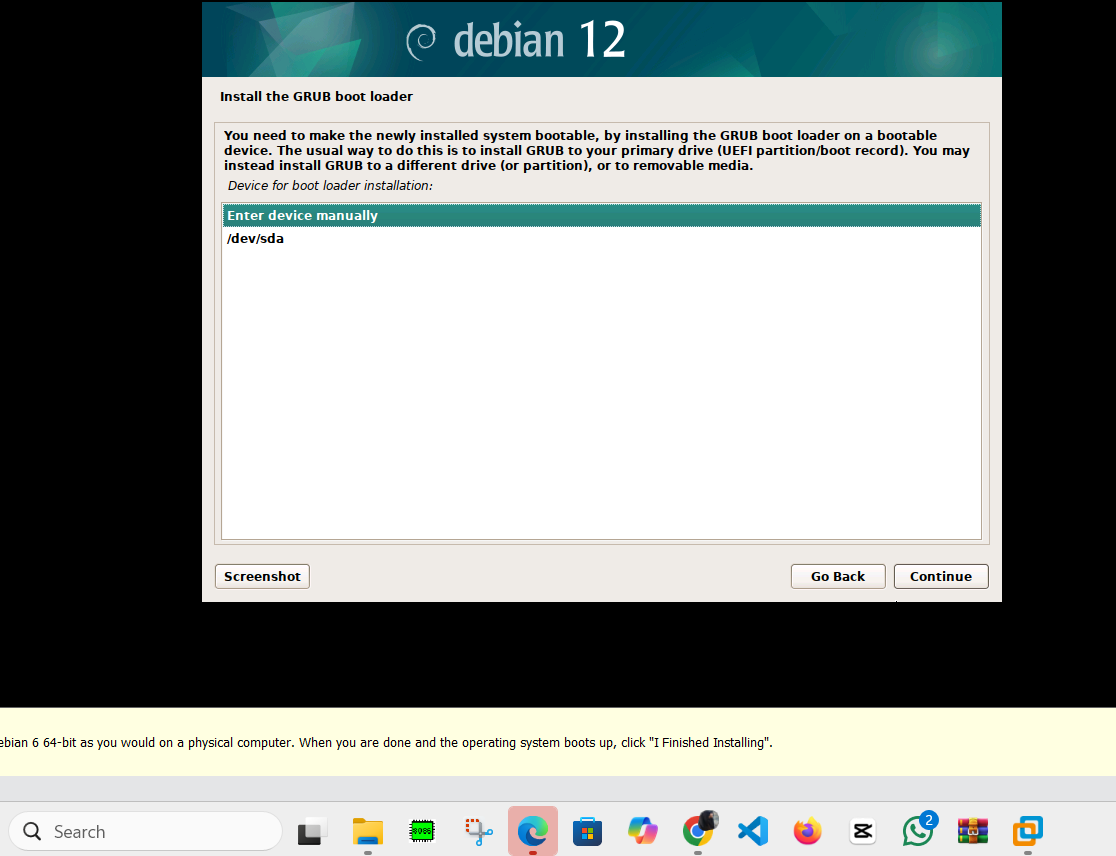 debian 12
Install the GRUB boot loader
You need to make the newly installed system bootable, by installing the GRUB boot loader on a bootable
device. The usual way to do this is to install GRUB to your primary drive (UEFI partition/boot record). You may
instead install GRUB to a different drive (or partition), or to removable media.
Device for boot loader installation:
Enter device manually
/dev/sda
Screenshot
Go Back
Continue
ebian 6 64-bit as you would on a physical computer. When you are done and the operating system boots up, click "I Finished Installing".
Search
8086
2